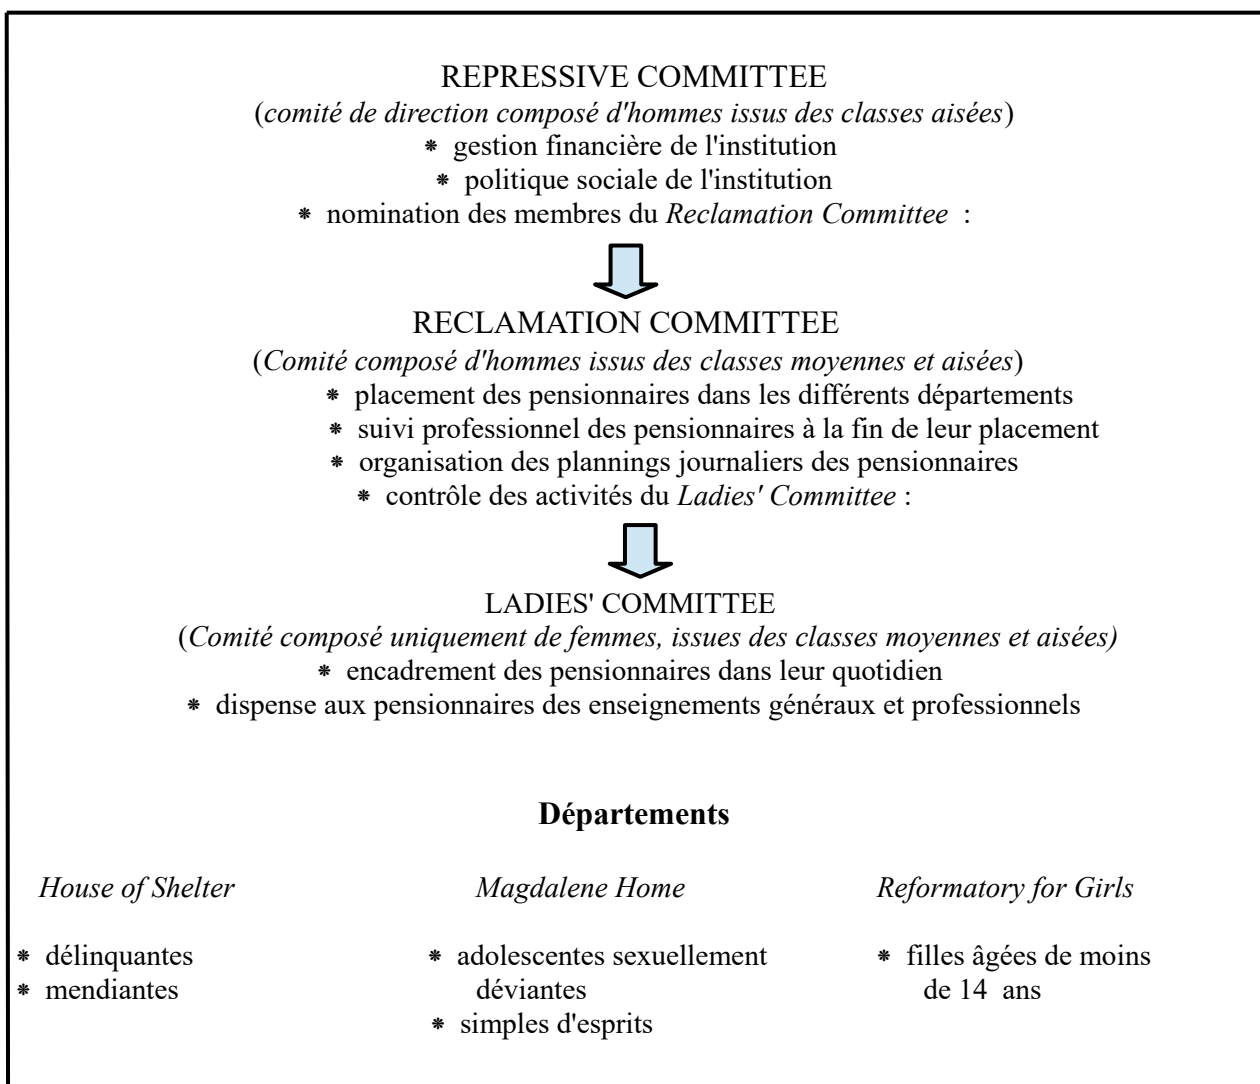 REPRESSIVE COMMITTEE
(comité de direction composé d'hommes issus des classes aisées)
⁕ gestion financière de l'institution
⁕ politique sociale de l'institution
⁕ nomination des membres du Reclamation Committee :
RECLAMATION COMMITTEE
(Comité composé d'hommes issus des classes moyennes et aisées)
⁕ placement des pensionnaires dans les différents départements
⁕ suivi professionnel des pensionnaires à la fin de leur placement
⁕ organisation des plannings journaliers des pensionnaires
⁕ contrôle des activités du Ladies' Committee :
LADIES' COMMITTEE
(Comité composé uniquement de femmes, issues des classes moyennes et aisées)
⁕ encadrement des pensionnaires dans leur quotidien
⁕ dispense aux pensionnaires des enseignements généraux et professionnels
Départements
House of Shelter
⁕ délinquantes
⁕ mendiantes
Magdalene Home
⁕ adolescentes sexuellement
déviantes
⁕ simples d'esprits
Reformatory for Girls
⁕ filles âgées de moins
de 14 ans